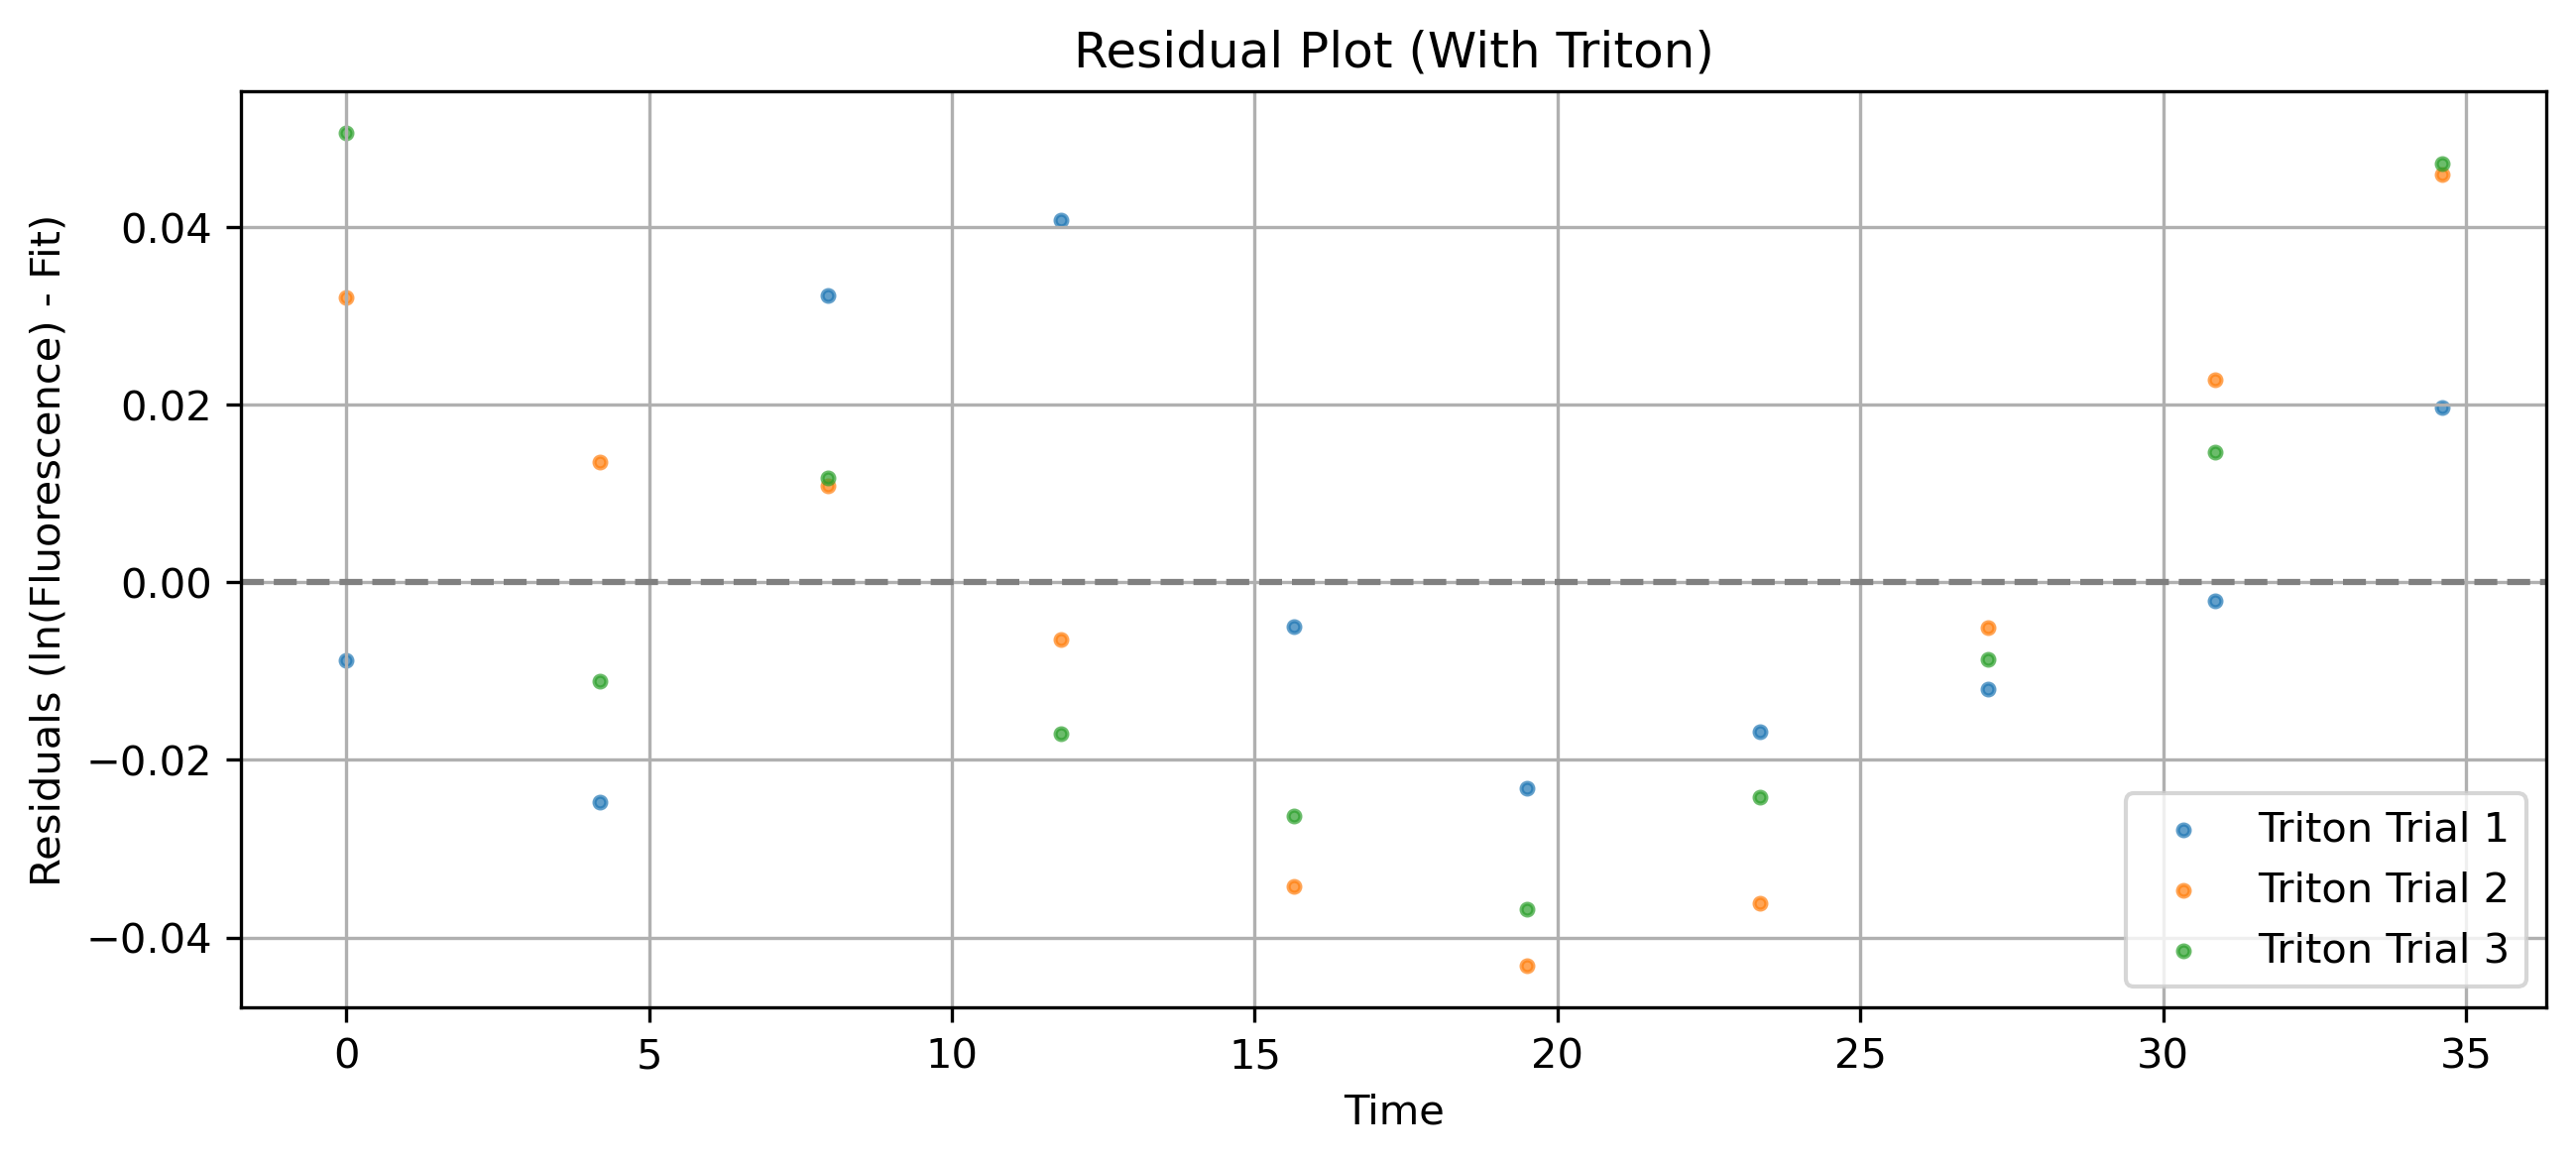 Residual Plot (With Triton)
Residuals (ln(Fluorescence) - Fit)
0.04
0.02
0.00
−0.02
−0.04
0 5 10 15 20 25 30 35
Time
Triton Trial 1
Triton Trial 2
Triton Trial 3